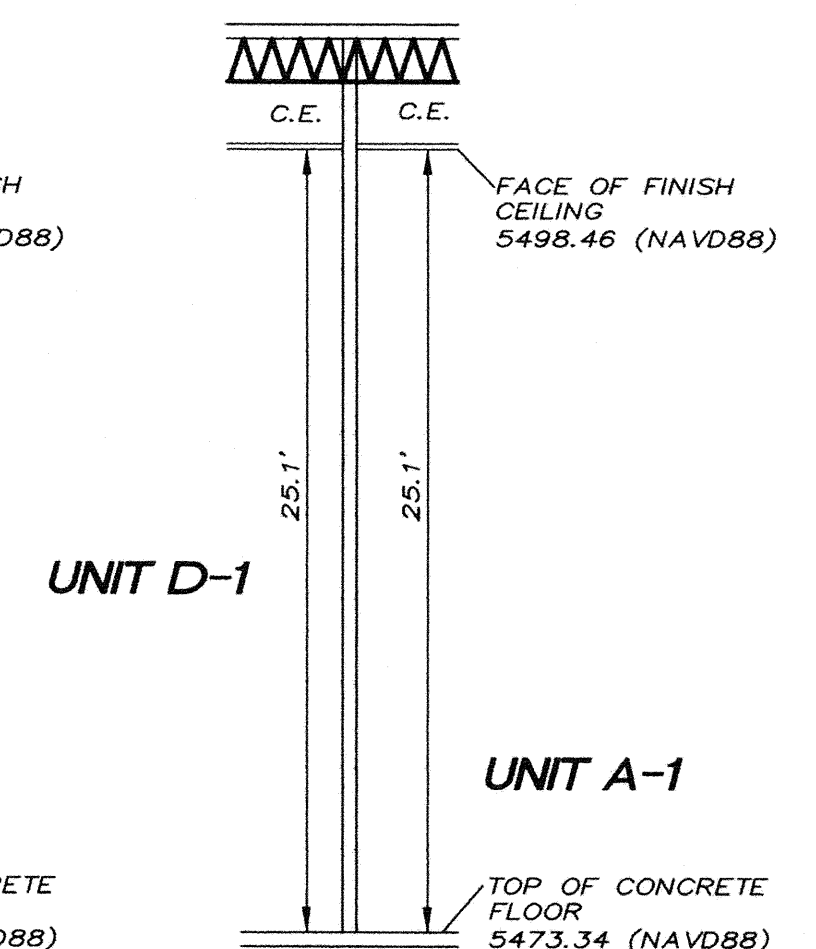 C.E.
C.E.
FACE OF FINISH
CEILING
5498.46 (NAVD88)
25.1'
25.1'
UNIT D-1
UNIT A-1
TOP OF CONCRETE
FLOOR
5473.34 (NAVD88)